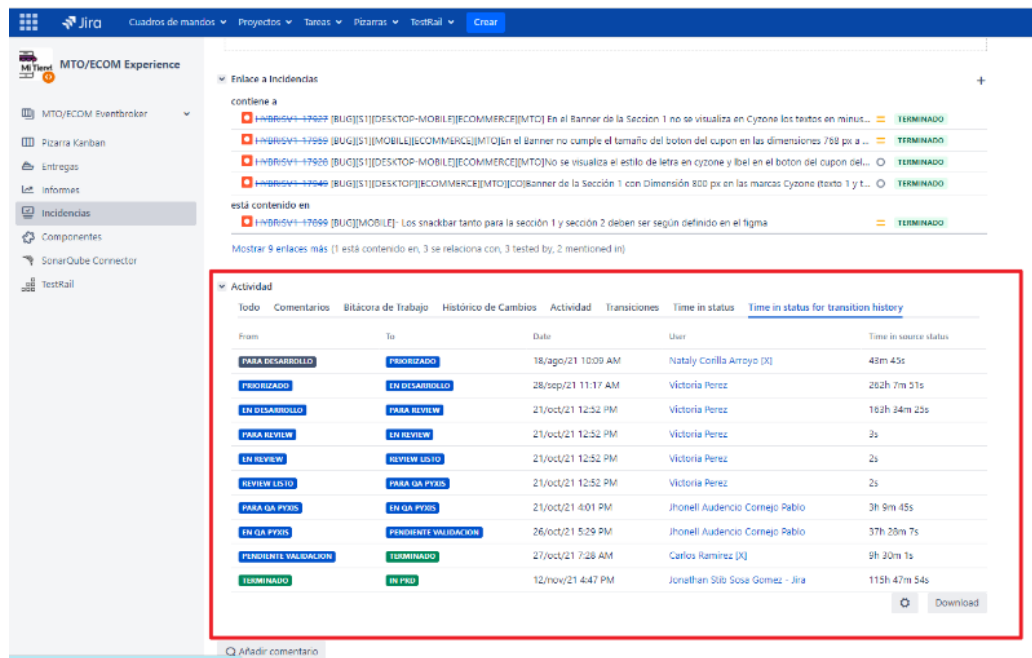 Jira Cuadros de mandos Proyectos Tareas Pizarras TestRail Crear
Mi Tiend
MTO/ECOM Experience
MTO/ECOM Eventbroker
Pizarra Kanban
Entregas
Informes
Incidencias
Componentes
SonarQube Connector
TestRail
Enlace a Incidencias +
contiene a
HYBRISV1-17927 [BUG][S1][DESKTOP-MOBILE][ECOMMERCE][MTO] En el Banner de la Seccion 1 no se visualiza en Cyzone los textos en minus... TERMINADO
HYBRISV1-17959 [BUG][S1][MOBILE][ECOMMERCE][MTO]En el Banner no cumple el tamaño del boton del cupon en las dimensiones 768 px a ... TERMINADO
HYBRISV1-17928 [BUG][S1][DESKTOP-MOBILE][ECOMMERCE][MTO]No se visualiza el estilo de letra en cyzone y lbel en el boton del cupon del... TERMINADO
HYBRISV1-17949 [BUG][S1][DESKTOP][ECOMMERCE][MTO][CO]Banner de la Sección 1 con Dimensión 800 px en las marcas Cyzone (texto 1 y t... TERMINADO
está contenido en
HYBRISV1-17699 [BUG][MOBILE]- Los snackbar tanto para la sección 1 y sección 2 deben ser según definido en el figma TERMINADO
Mostrar 9 enlaces más (1 está contenido en, 3 se relaciona con, 3 tested by, 2 mentioned in)
Actividad
Todo Comentarios Bitácora de Trabajo Histórico de Cambios Actividad Transiciones Time in status Time in status for transition history
From To Date User Time in source status
PARA DESARROLLO PRIORIZADO 18/ago/21 10:09 AM Nataly Corilla Arroyo [X] 43m 45s
PRIORIZADO EN DESARROLLO 28/sep/21 11:17 AM Victoria Perez 262h 7m 51s
EN DESARROLLO PARA REVIEW 21/oct/21 12:52 PM Victoria Perez 163h 34m 25s
PARA REVIEW EN REVIEW 21/oct/21 12:52 PM Victoria Perez 3s
EN REVIEW REVIEW LISTO 21/oct/21 12:52 PM Victoria Perez 2s
REVIEW LISTO PARA QA PYXIS 21/oct/21 12:52 PM Victoria Perez 2s
PARA QA PYXIS EN QA PYXIS 21/oct/21 4:01 PM Jhonell Audencio Cornejo Pablo 3h 9m 45s
EN QA PYXIS PENDIENTE VALIDACION 26/oct/21 5:29 PM Jhonell Audencio Cornejo Pablo 37h 28m 7s
PENDIENTE VALIDACION TERMINADO 27/oct/21 7:28 AM Carlos Ramirez [X] 9h 30m 1s
TERMINADO IN PRD 12/nov/21 4:47 PM Jonathan Stib Sosa Gomez - Jira 115h 47m 54s
Download
Añadir comentario